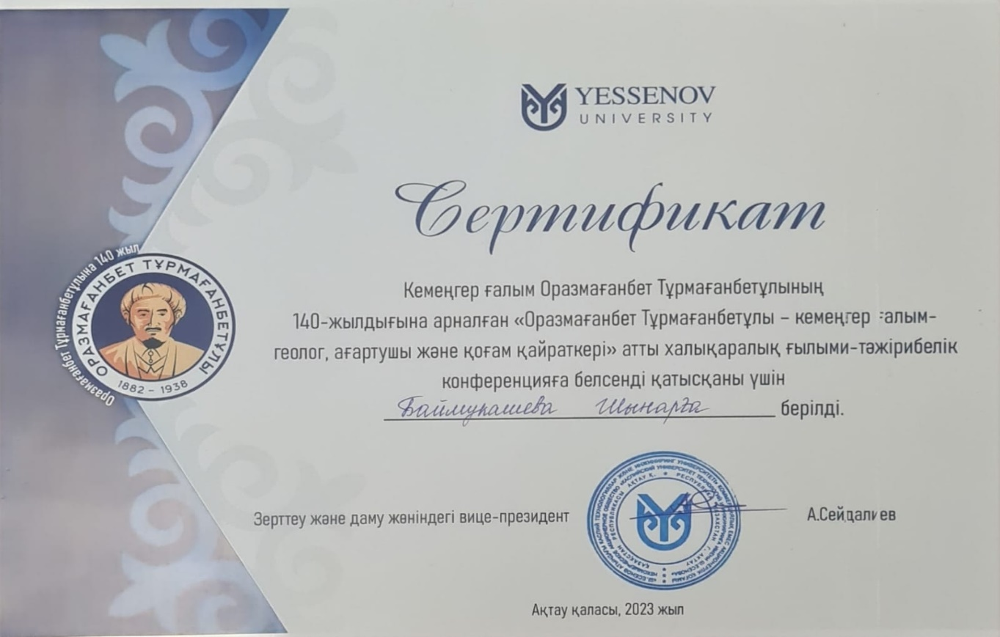 YESSENOV
UNIVERSITY
Сертификат
Оразмағанбет Тұрмағанбетұлына 140 жыл
ОРАЗМАҒАНБЕТ ТҰРМАҒАНБЕТҰЛЫ
1882 - 1938
Кемеңгер ғалым Оразмағанбет Тұрмағанбетұлының
140-жылдығына арналған «Оразмағанбет Тұрмағанбетұлы – кемеңгер ғалым-
геолог, ағартушы және қоғам қайраткері» атты халықаралық ғылыми-тәжірибелік
конференцияға белсенді қатысқаны үшін
Баймукашева Шынарға берілді.
Зерттеу және даму жөніндегі вице-президент
А.Сейдалиев
Ақтау қаласы, 2023 жыл